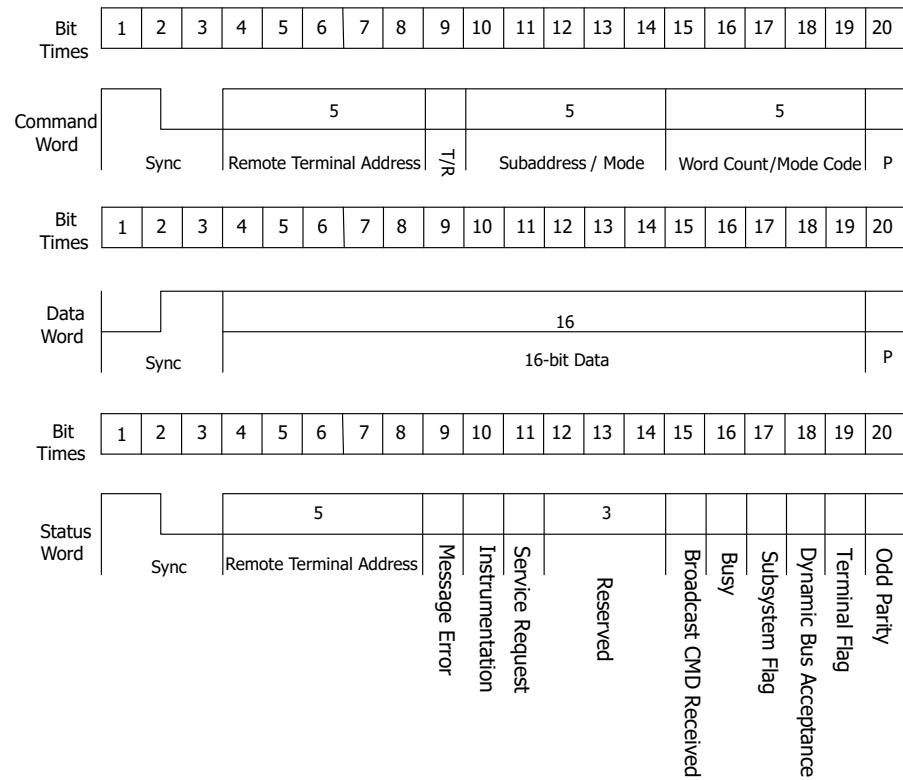 Bit Times 1 2 3 4 5 6 7 8 9 10 11 12 13 14 15 16 17 18 19 20
Command Word 5 5 5
Sync Remote Terminal Address T/R Subaddress / Mode Word Count/Mode Code P
Bit Times 1 2 3 4 5 6 7 8 9 10 11 12 13 14 15 16 17 18 19 20
Data Word 16
Sync 16-bit Data P
Bit Times 1 2 3 4 5 6 7 8 9 10 11 12 13 14 15 16 17 18 19 20
Status Word 5 3
Sync Remote Terminal Address Message Error Instrumentation Service Request Reserved Broadcast CMD Received Busy Subsystem Flag Dynamic Bus Acceptance Terminal Flag Odd Parity